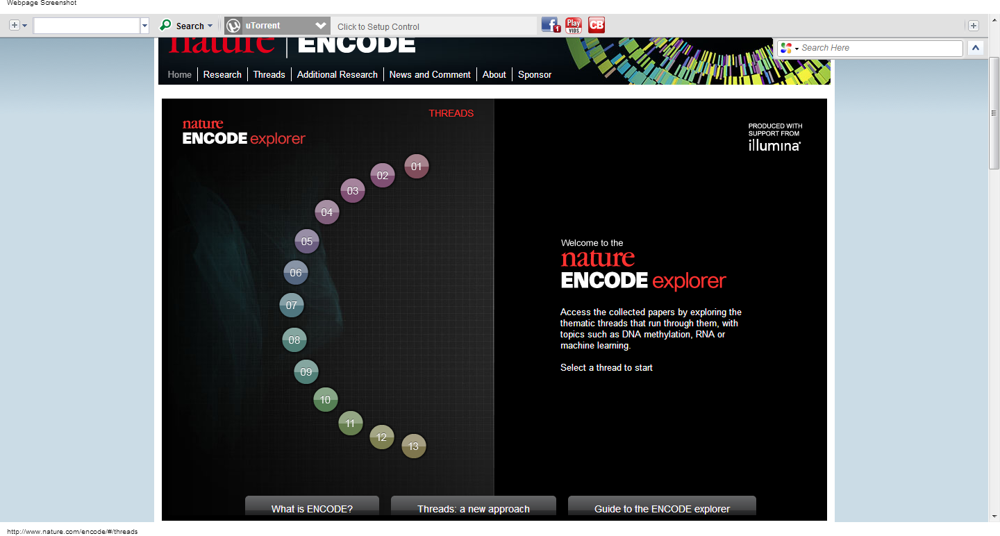 Webpage Screenshot
Search
uTorrent
Click to Setup Control
1
Play
VIDS
CB
nature | ENCODE
Search Here
Home
Research
Threads
Additional Research
News and Comment
About
Sponsor
nature
ENCODE explorer
THREADS
PRODUCED WITH
SUPPORT FROM
illumina
01
02
03
04
05
06
07
08
09
10
11
12
13
Welcome to the
nature
ENCODE explorer
Access the collected papers by exploring the
thematic threads that run through them, with
topics such as DNA methylation, RNA or
machine learning.
Select a thread to start
What is ENCODE?
Threads: a new approach
Guide to the ENCODE explorer
http://www.nature.com/encode/#/threads